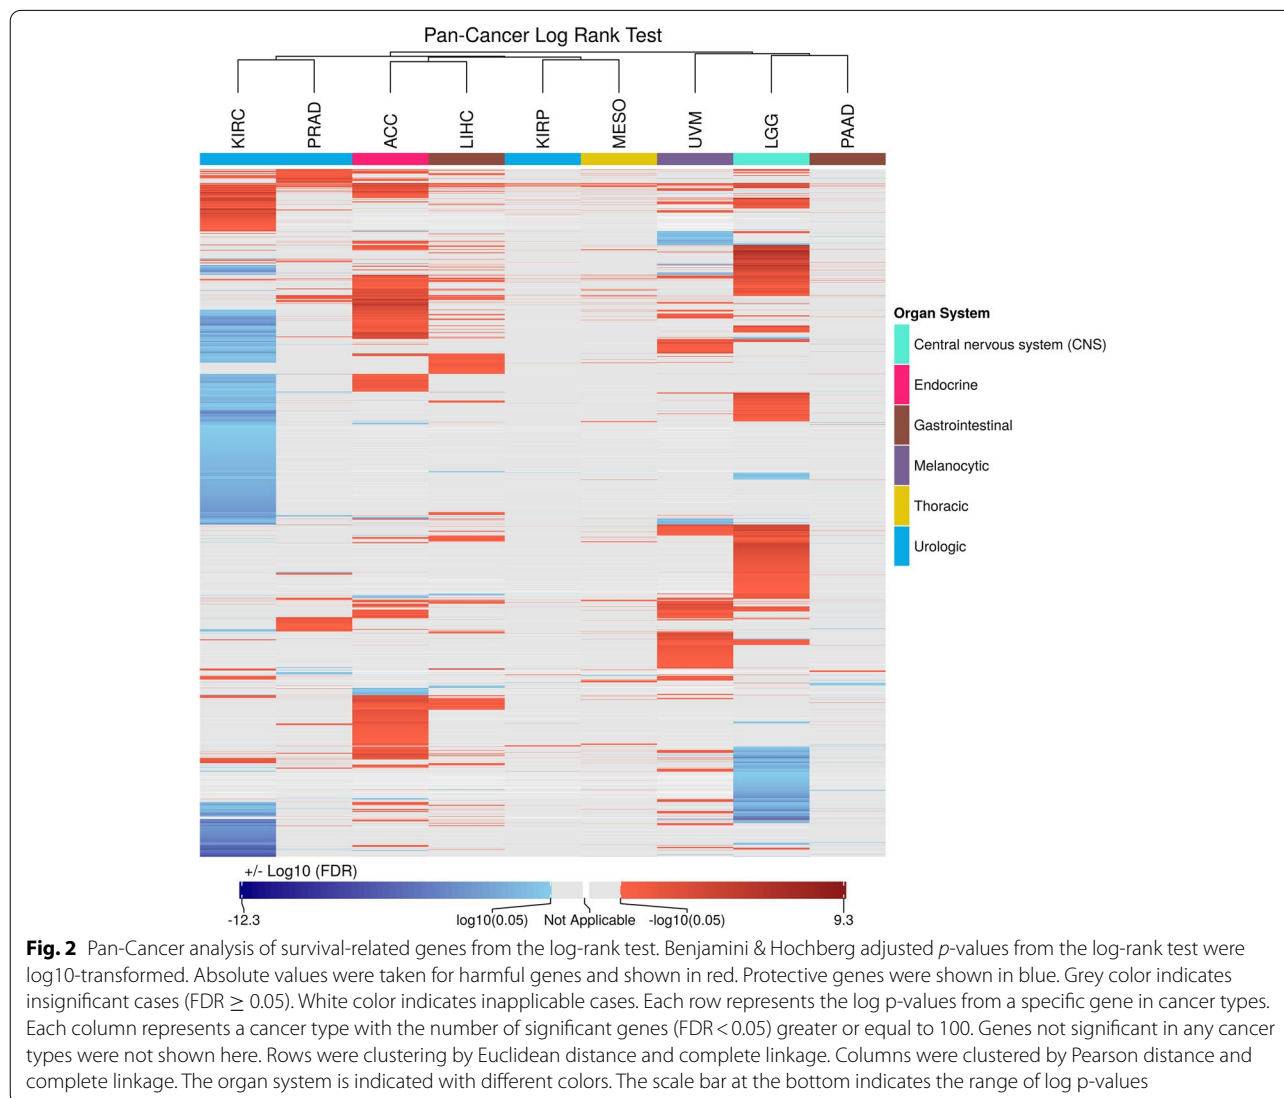 Pan-Cancer Log Rank Test
KIRC
PRAD
ACC
LIHC
KIRP
MESO
UVM
LGG
PAAD
Organ System
Central nervous system (CNS)
Endocrine
Gastrointestinal
Melanocytic
Thoracic
Urologic
+/- Log10 (FDR)
-12.3 log10(0.05) Not Applicable -log10(0.05) 9.3
Fig. 2 Pan-Cancer analysis of survival-related genes from the log-rank test. Benjamini & Hochberg adjusted p-values from the log-rank test were
log10-transformed. Absolute values were taken for harmful genes and shown in red. Protective genes were shown in blue. Grey color indicates
insignificant cases (FDR ≥ 0.05). White color indicates inapplicable cases. Each row represents the log p-values from a specific gene in cancer types.
Each column represents a cancer type with the number of significant genes (FDR < 0.05) greater or equal to 100. Genes not significant in any cancer
types were not shown here. Rows were clustering by Euclidean distance and complete linkage. Columns were clustered by Pearson distance and
complete linkage. The organ system is indicated with different colors. The scale bar at the bottom indicates the range of log p-values